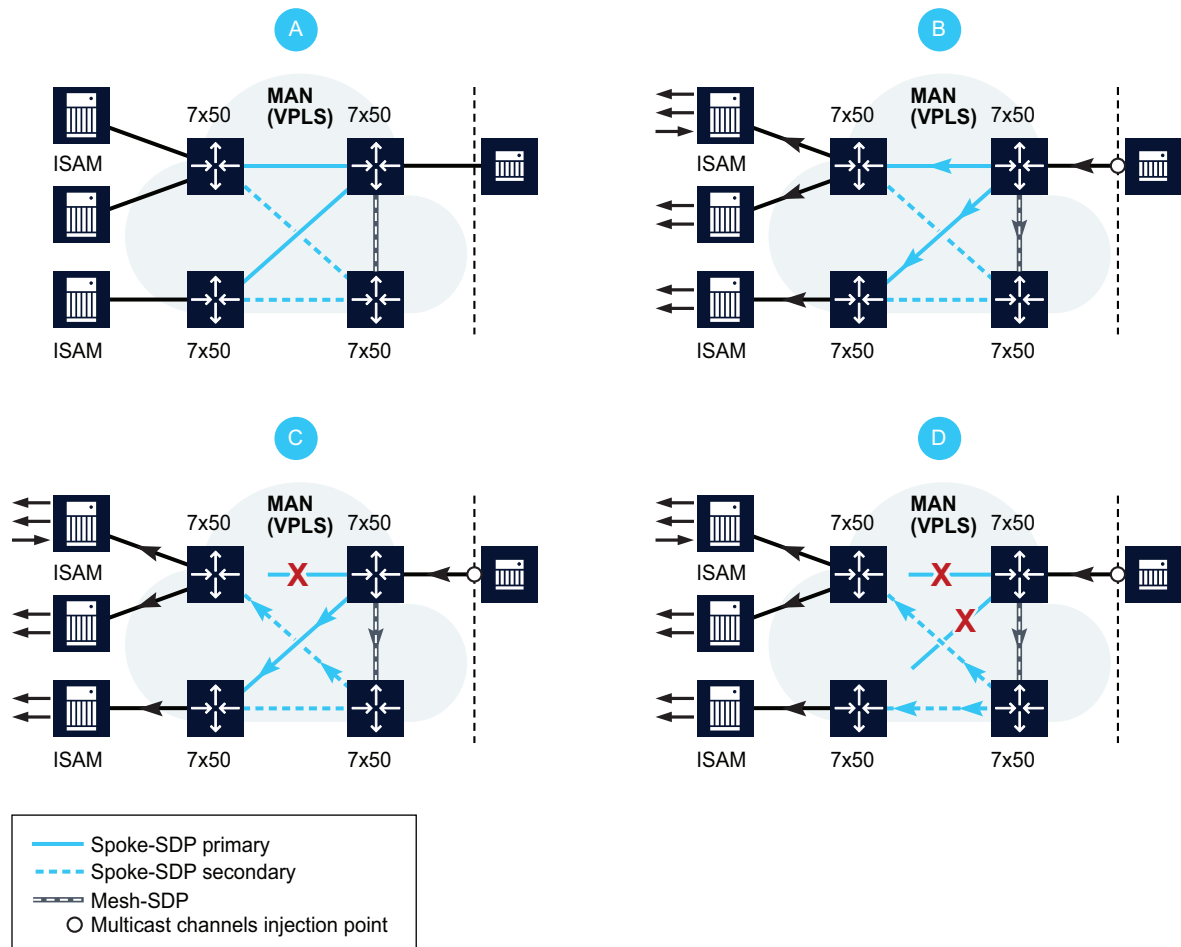 A
B
7x50
MAN
(VPLS)
7x50
ISAM
ISAM
7x50
7x50
7x50
MAN
(VPLS)
7x50
ISAM
ISAM
7x50
7x50
C
D
7x50
MAN
(VPLS)
7x50
ISAM
ISAM
7x50
7x50
7x50
MAN
(VPLS)
7x50
ISAM
ISAM
7x50
7x50
Spoke-SDP primary
Spoke-SDP secondary
Mesh-SDP
Multicast channels injection point